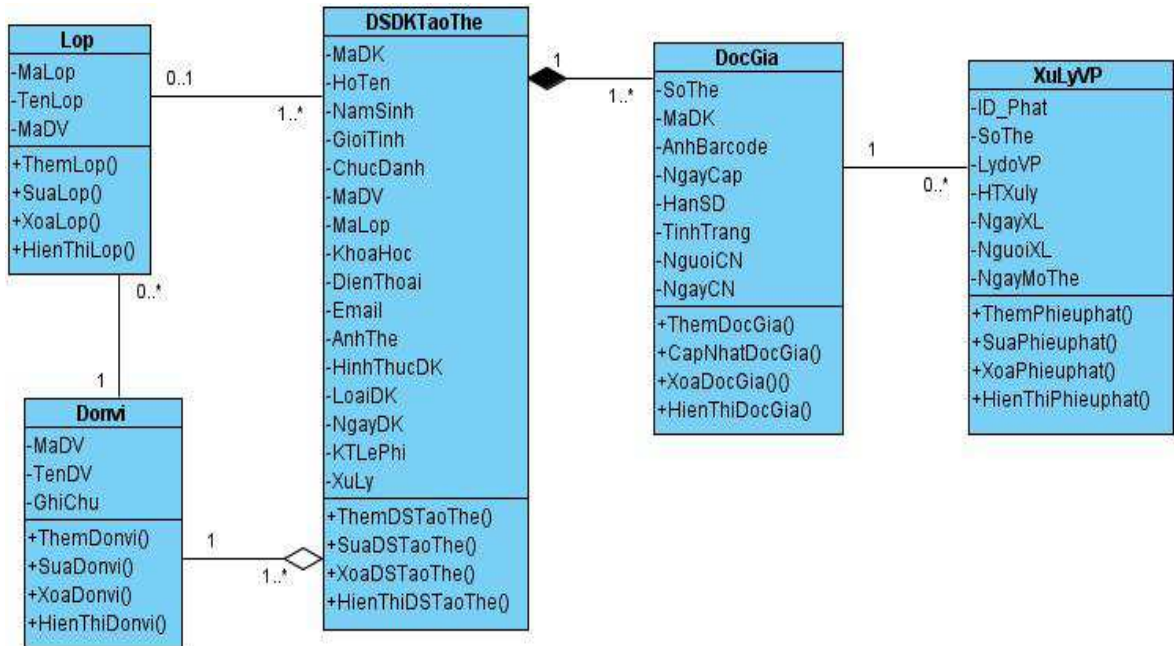 Lop
-MaLop
-TenLop
-MaDV
+ThemLop()
+SuaLop()
+XoaLop()
+HienThiLop()
0..1
1..*
0..*
1
Donvi
-MaDV
-TenDV
-GhiChu
+ThemDonvi()
+SuaDonvi()
+XoaDonvi()
+HienThiDonvi()
1
1..*
DSDKTaoThe
-MaDK
-HoTen
-NamSinh
-GioiTinh
-ChucDanh
-MaDV
-MaLop
-KhoaHoc
-DienThoai
-Email
-AnhThe
-HinhThucDK
-LoaiDK
-NgayDK
-KTLePhi
-XuLy
+ThemDSTaoThe()
+SuaDSTaoThe()
+XoaDSTaoThe()
+HienThiDSTaoThe()
1
1..*
DocGia
-SoThe
-MaDK
-AnhBarcode
-NgayCap
-HanSD
-TinhTrang
-NguoiCN
-NgayCN
+ThemDocGia()
+CapNhatDocGia()
+XoaDocGia()()
+HienThiDocGia()
1
0..*
XuLyVP
-ID_Phat
-SoThe
-LydoVP
-HTXuly
-NgayXL
-NguoiXL
-NgayMoThe
+ThemPhieuphat()
+SuaPhieuphat()
+XoaPhieuphat()
+HienThiPhieuphat()